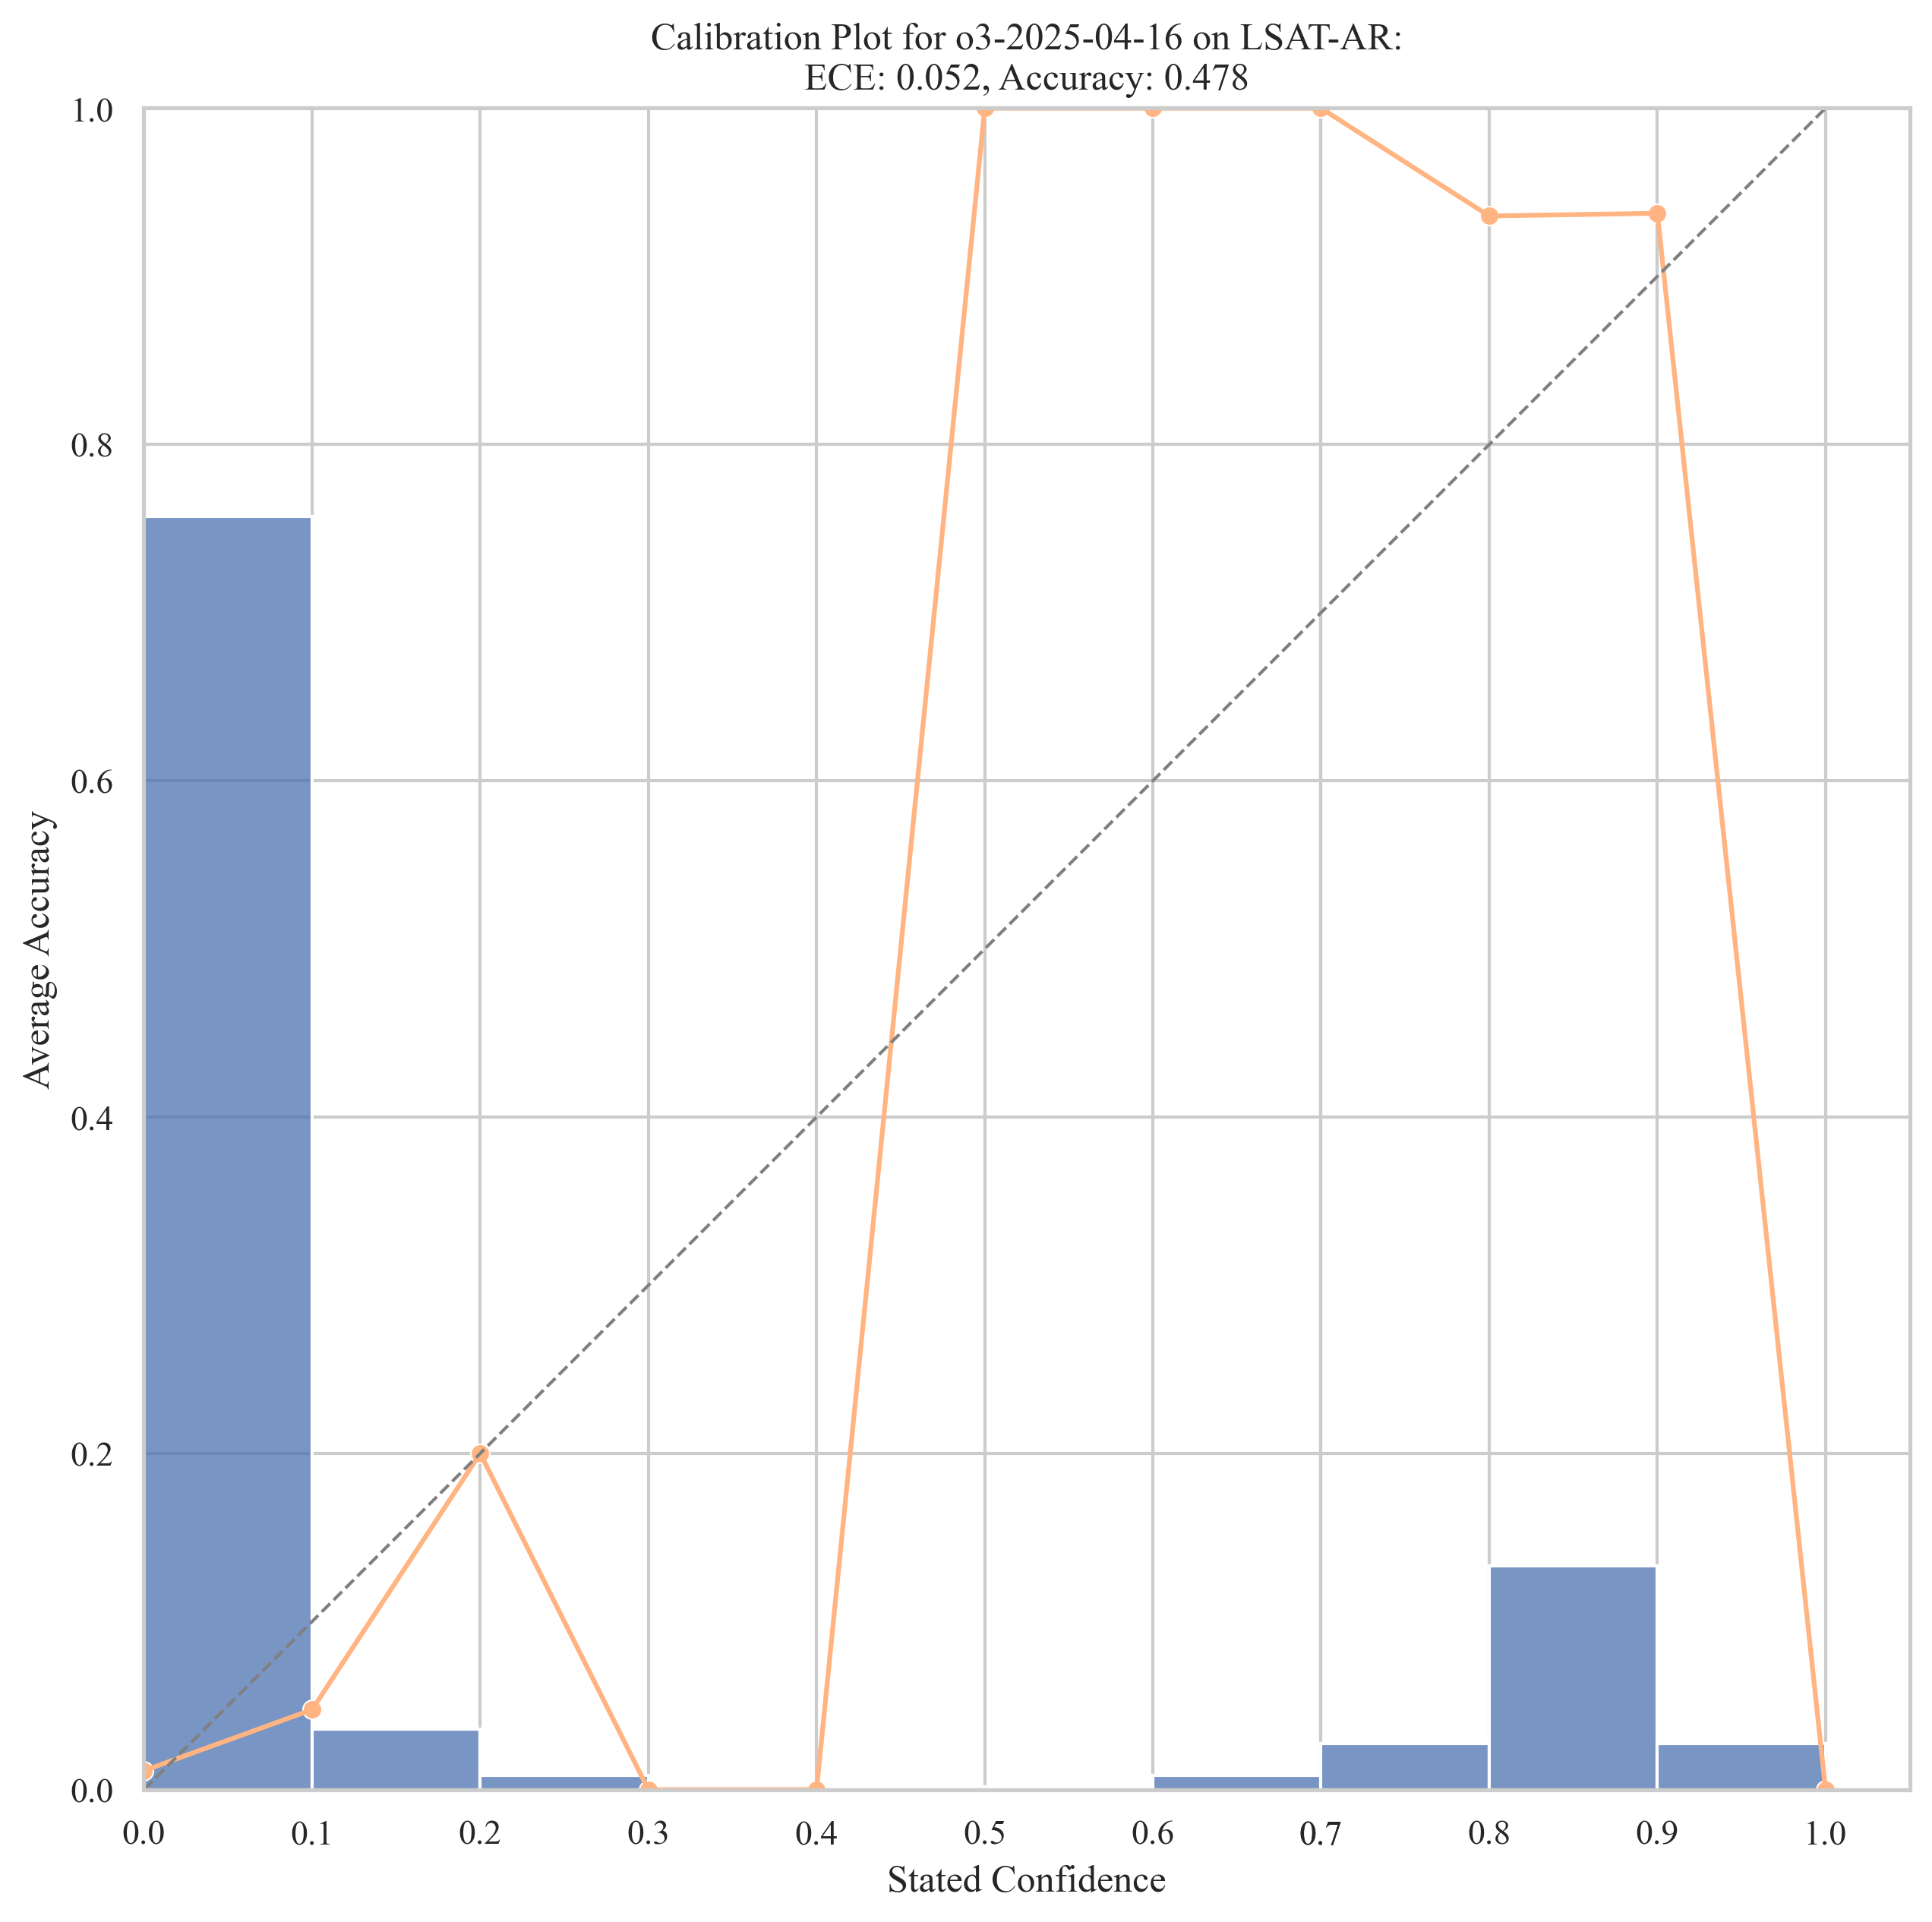 Calibration Plot for o3-2025-04-16 on LSAT-AR:
ECE: 0.052, Accuracy: 0.478
1.0
0.8
0.6
0.4
0.2
0.0
Average Accuracy
0.0 0.1 0.2 0.3 0.4 0.5 0.6 0.7 0.8 0.9 1.0
Stated Confidence